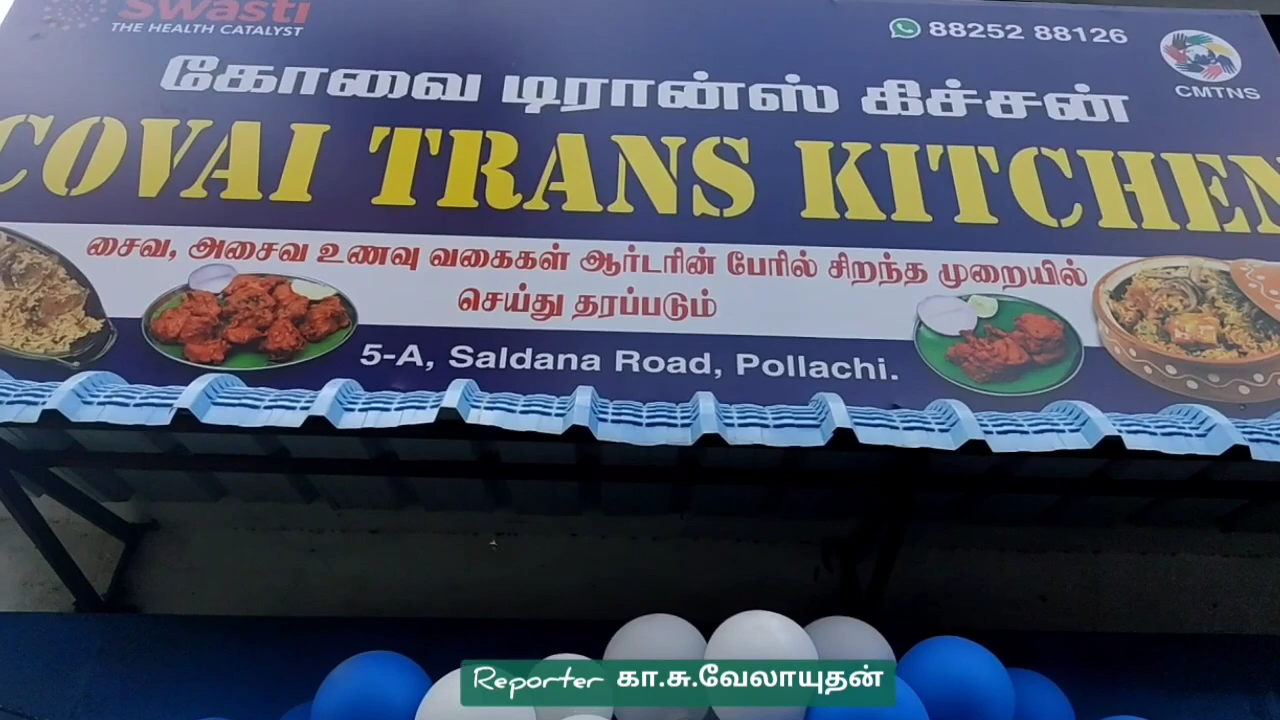 Swasti
THE HEALTH CATALYST
88252 88126
CMTNS
கோவை டிரான்ஸ் கிச்சன்
COVAI TRANS KITCHEN
சைவ, அசைவ உணவு வகைகள் ஆர்டரின் பேரில் சிறந்த முறையில்
செய்து தரப்படும்
5-A, Saldana Road, Pollachi.
Reporter கா.சு.வேலாயுதன்